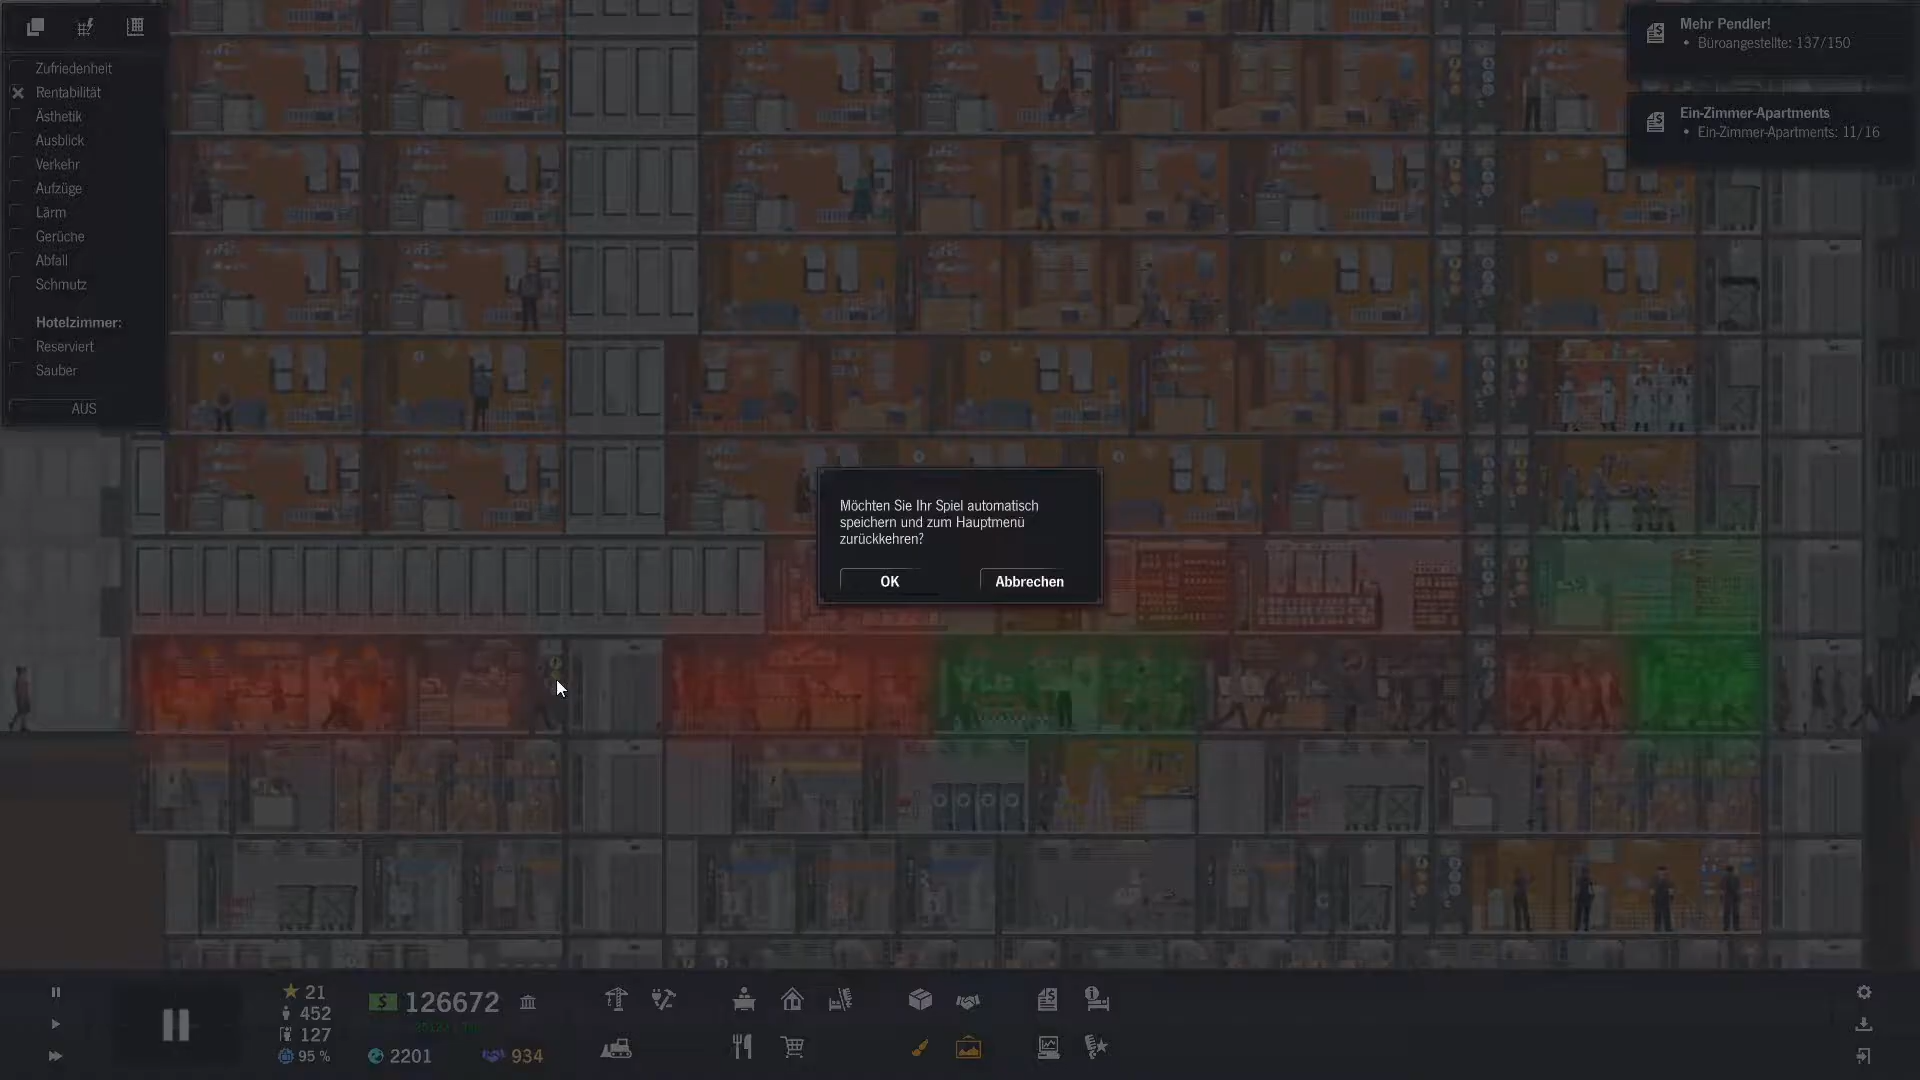 Zufriedenheit
Rentabilität
Ästhetik
Ausblick
Verkehr
Aufzüge
Lärm
Gerüche
Abfall
Schmutz
Hotelzimmer:
Reserviert
Sauber
AUS
Mehr Pendler!
• Büroangestellte: 137/150
Ein-Zimmer-Apartments
• Ein-Zimmer-Apartments: 11/16
Möchten Sie Ihr Spiel automatisch
speichern und zum Hauptmenü
zurückkehren?
OK
Abbrechen
21
452
127
95 %
126672
2201
934